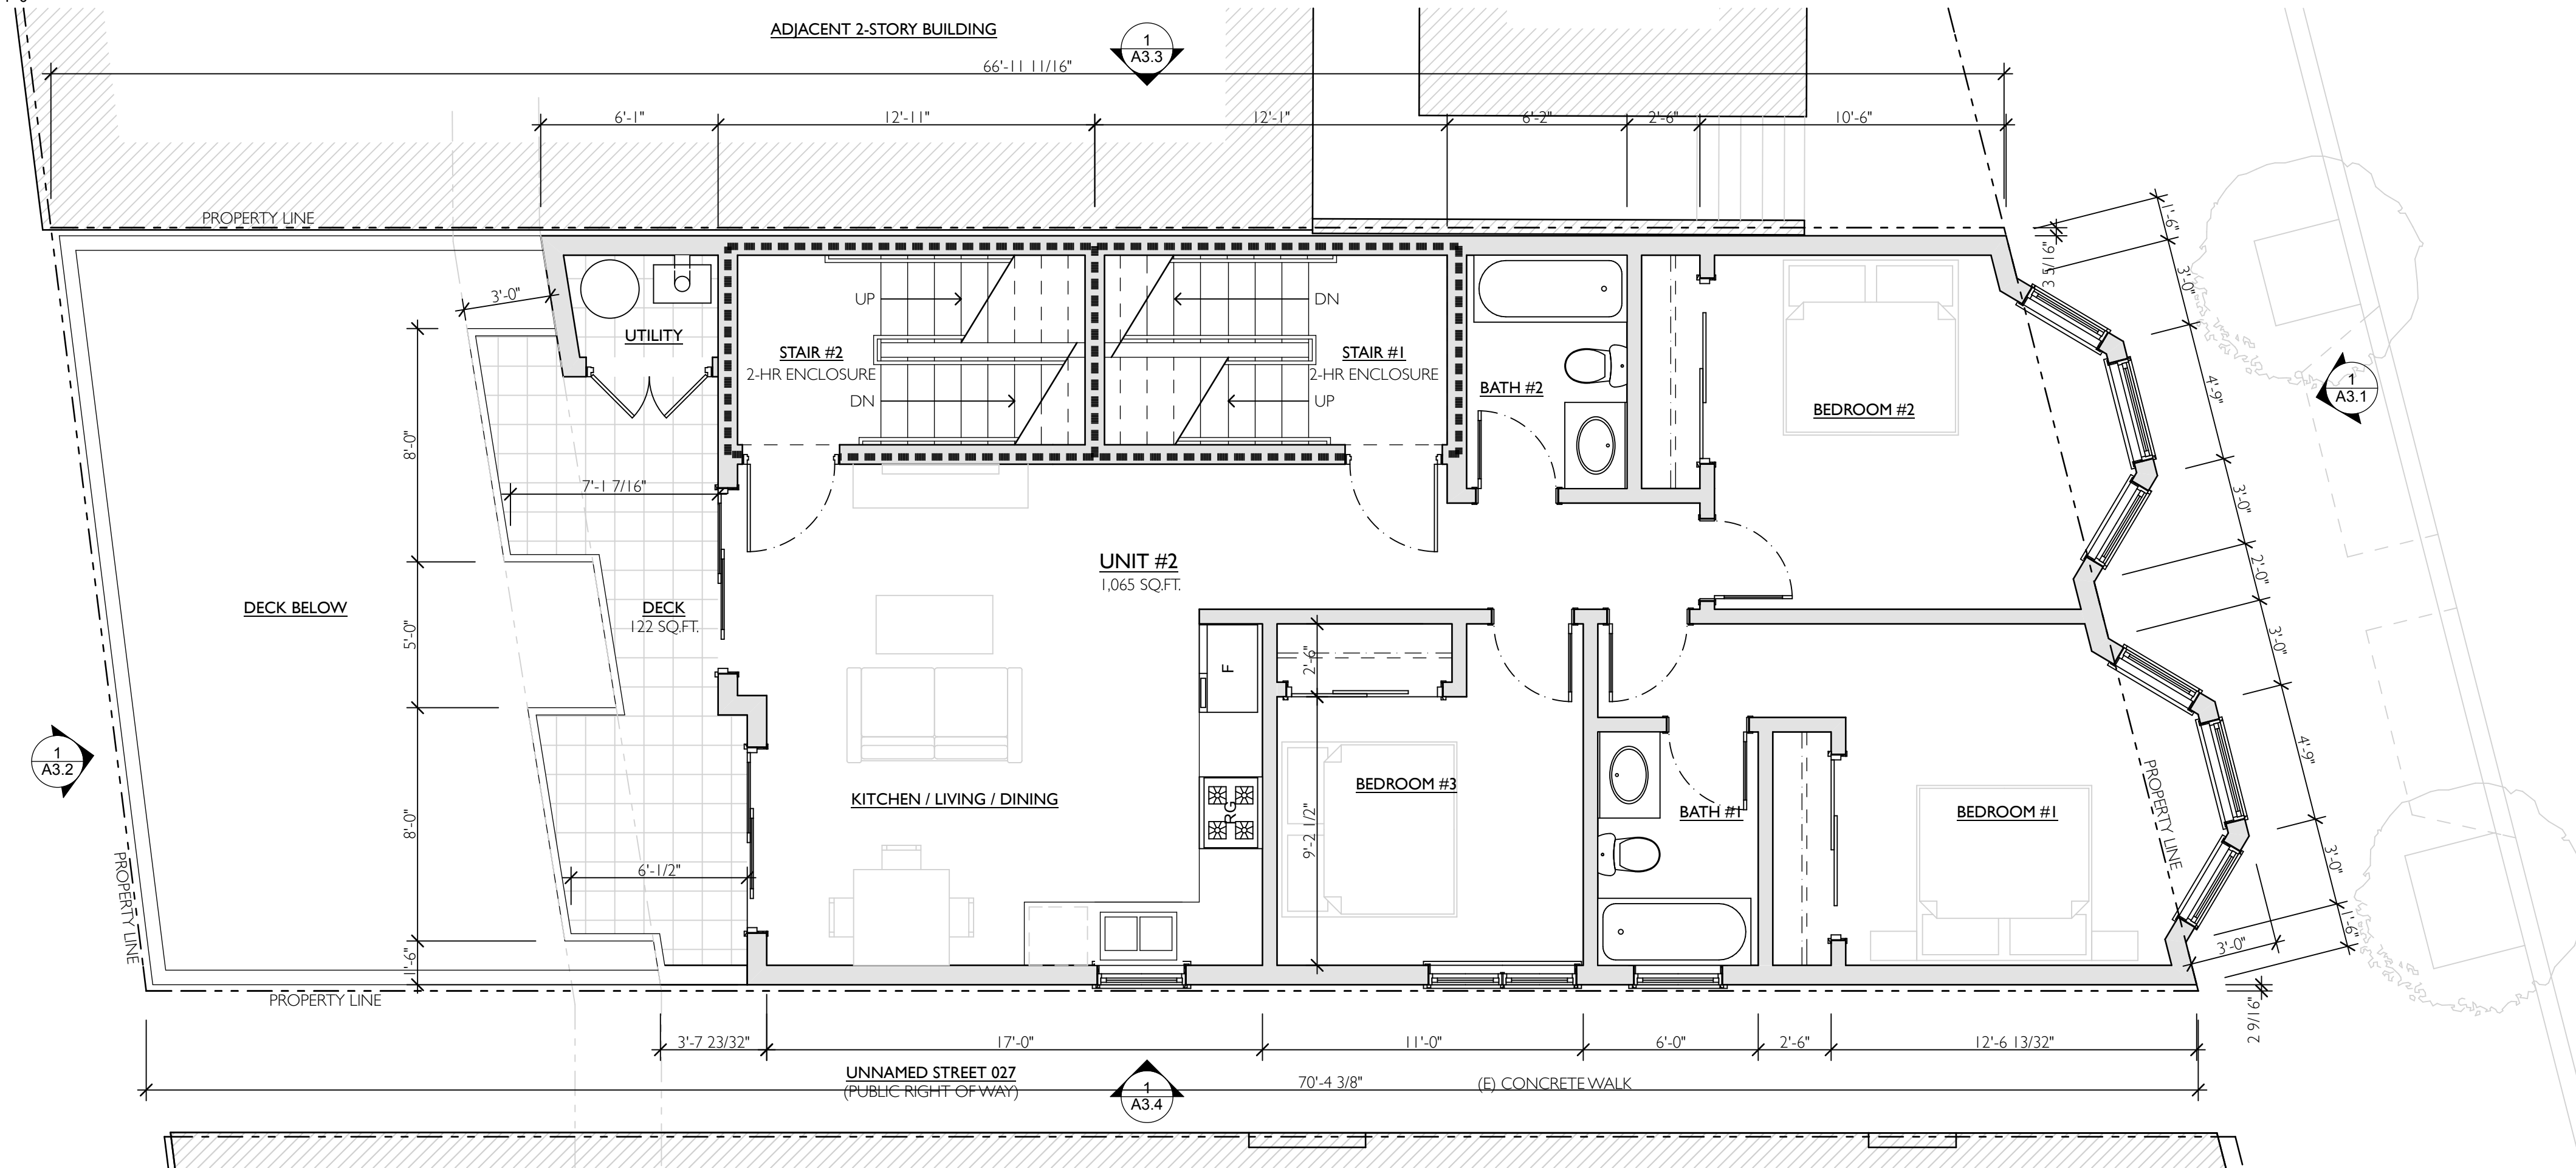 ADJACENT 2-STORY BUILDING
1
A3.3
66'-11 11/16"
6'-1"
12'-11"
12'-1"
6'-2"
2'-6"
10'-6"
PROPERTY LINE
1'-6"
3 5/16"
3'-0"
3'-0"
UTILITY
UP
DN
STAIR #2
2-HR ENCLOSURE
STAIR #1
2-HR ENCLOSURE
DN
UP
BATH #2
BEDROOM #2
4'-9"
1
A3.1
8'-0"
7'-1 7/16"
3'-0"
UNIT #2
1,065 SQ.FT.
2'-0"
DECK BELOW
DECK
122 SQ.FT.
5'-0"
3'-0"
F
2'-6"
1
A3.2
4'-9"
PROPERTY LINE
KITCHEN / LIVING / DINING
RG
BEDROOM #3
BATH #1
BEDROOM #1
8'-0"
9'-2 1/2"
3'-0"
6'-1/2"
PROPERTY LINE
1'-6"
1'-6"
3'-0"
PROPERTY LINE
2 9/16"
3'-7 23/32"
17'-0"
11'-0"
6'-0"
2'-6"
12'-6 13/32"
UNNAMED STREET 027
(PUBLIC RIGHT OF WAY)
1
A3.4
70'-4 3/8"
(E) CONCRETE WALK